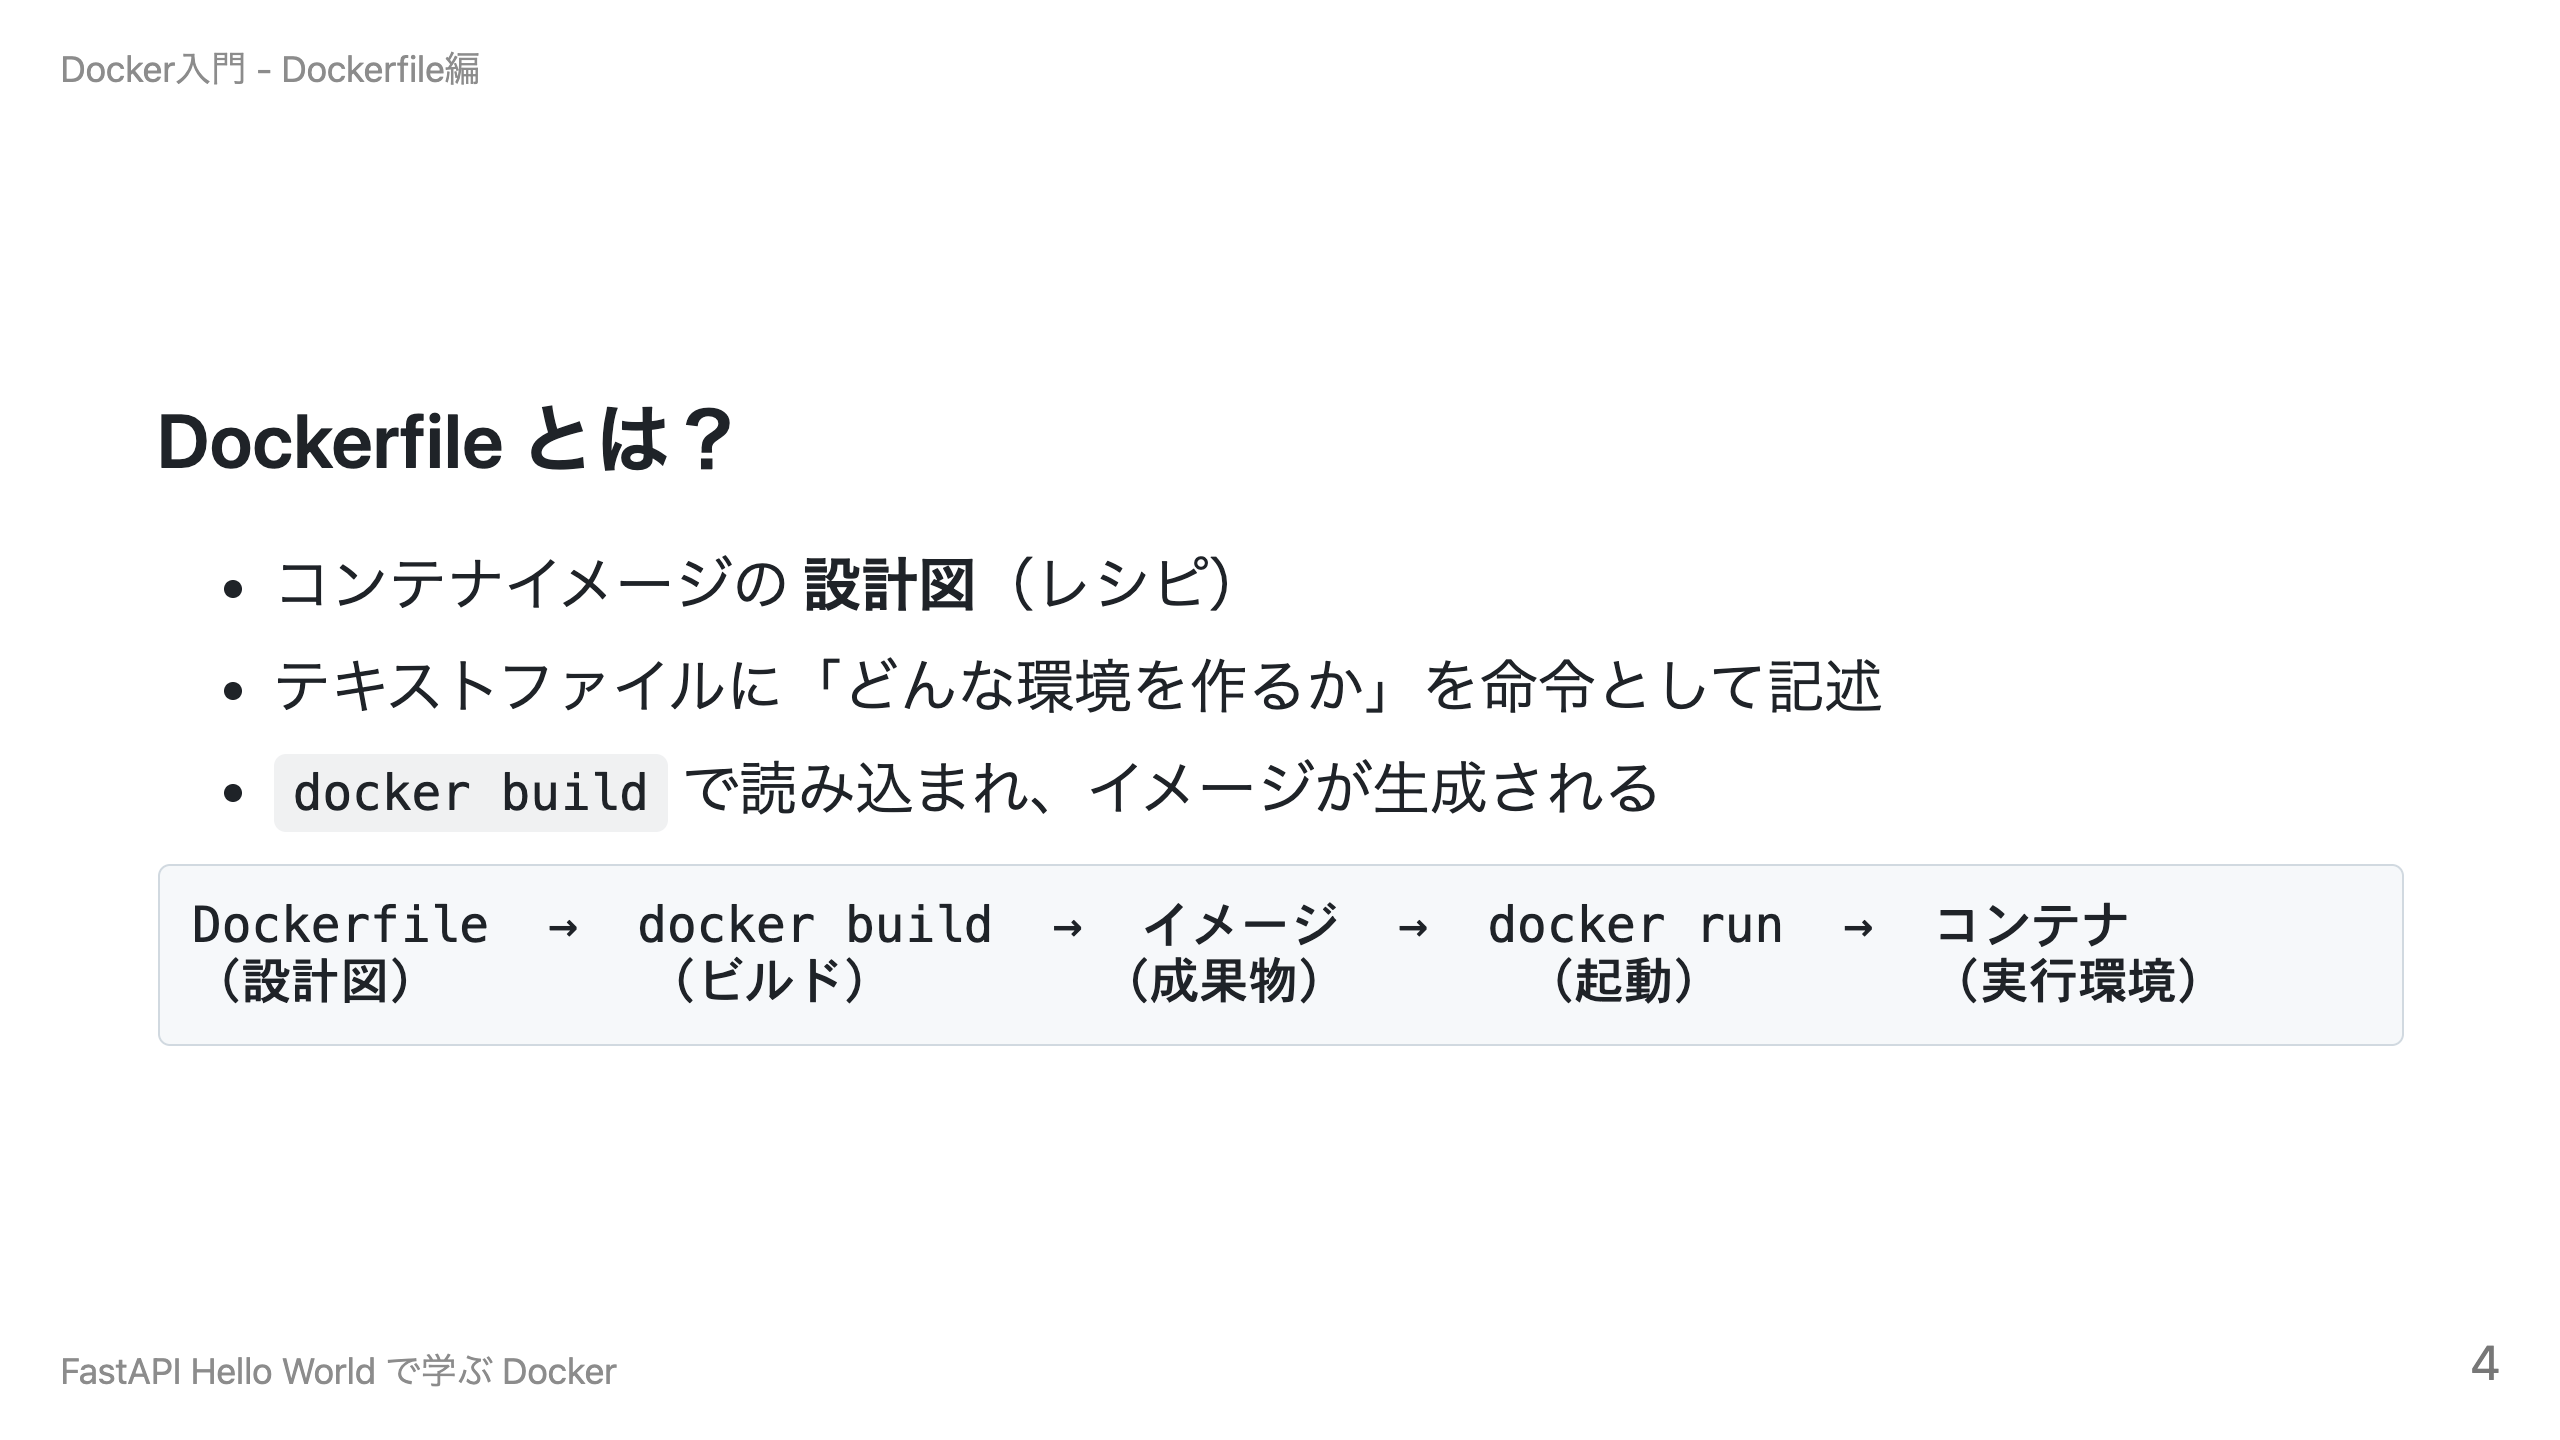 Docker入門 - Dockerfile編
Dockerfile とは？
• コンテナイメージの 設計図（レシピ）
• テキストファイルに「どんな環境を作るか」を命令として記述
• docker build で読み込まれ、イメージが生成される
Dockerfile → docker build → イメージ → docker run → コンテナ
（設計図） （ビルド） （成果物） （起動） （実行環境）
FastAPI Hello World で学ぶ Docker
4